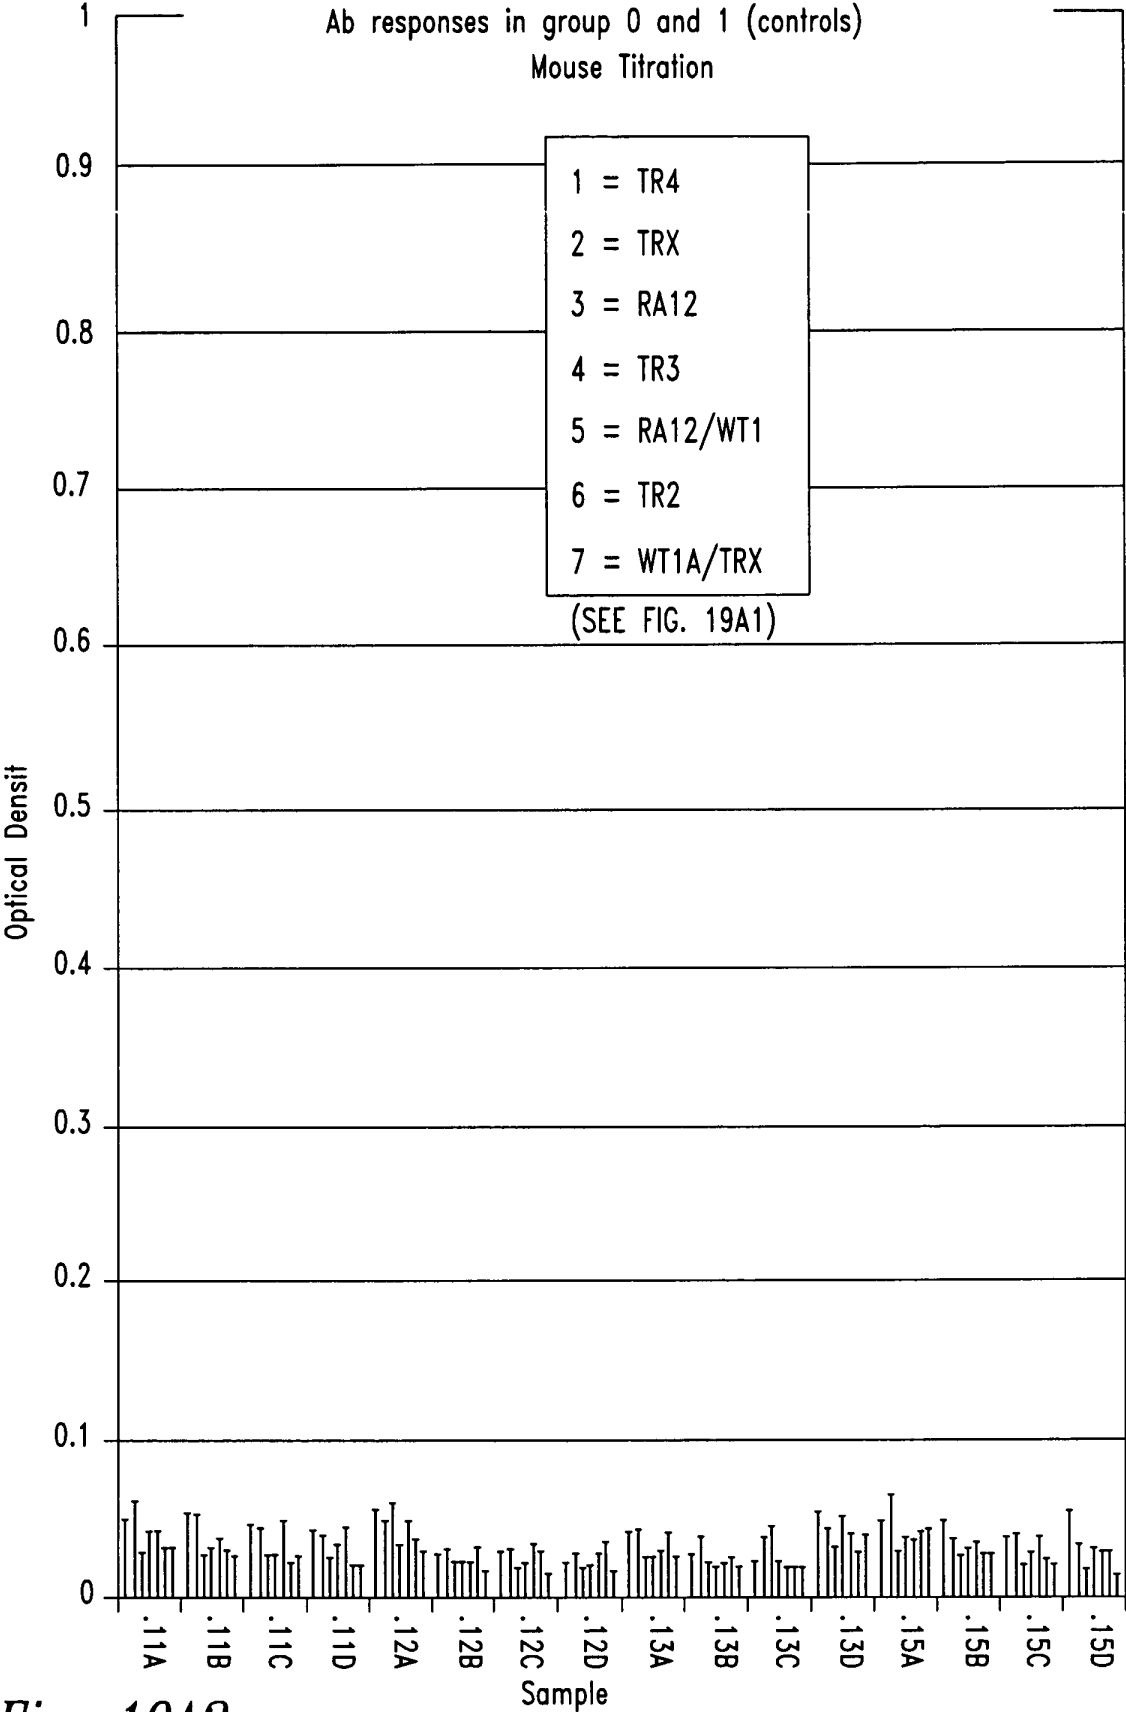 Ab responses in group 0 and 1 (controls)
Mouse Titration
1
0.9
0.8
0.7
0.6
0.5
0.4
0.3
0.2
0.1
0
Optical Densit
1 = TR4
2 = TRX
3 = RA12
4 = TR3
5 = RA12/WT1
6 = TR2
7 = WT1A/TRX
(SEE FIG. 19A1)
.11A
.11B
.11C
.11D
.12A
.12B
.12C
.12D
.13A
.13B
.13C
.13D
.15A
.15B
.15C
.15D
Sample